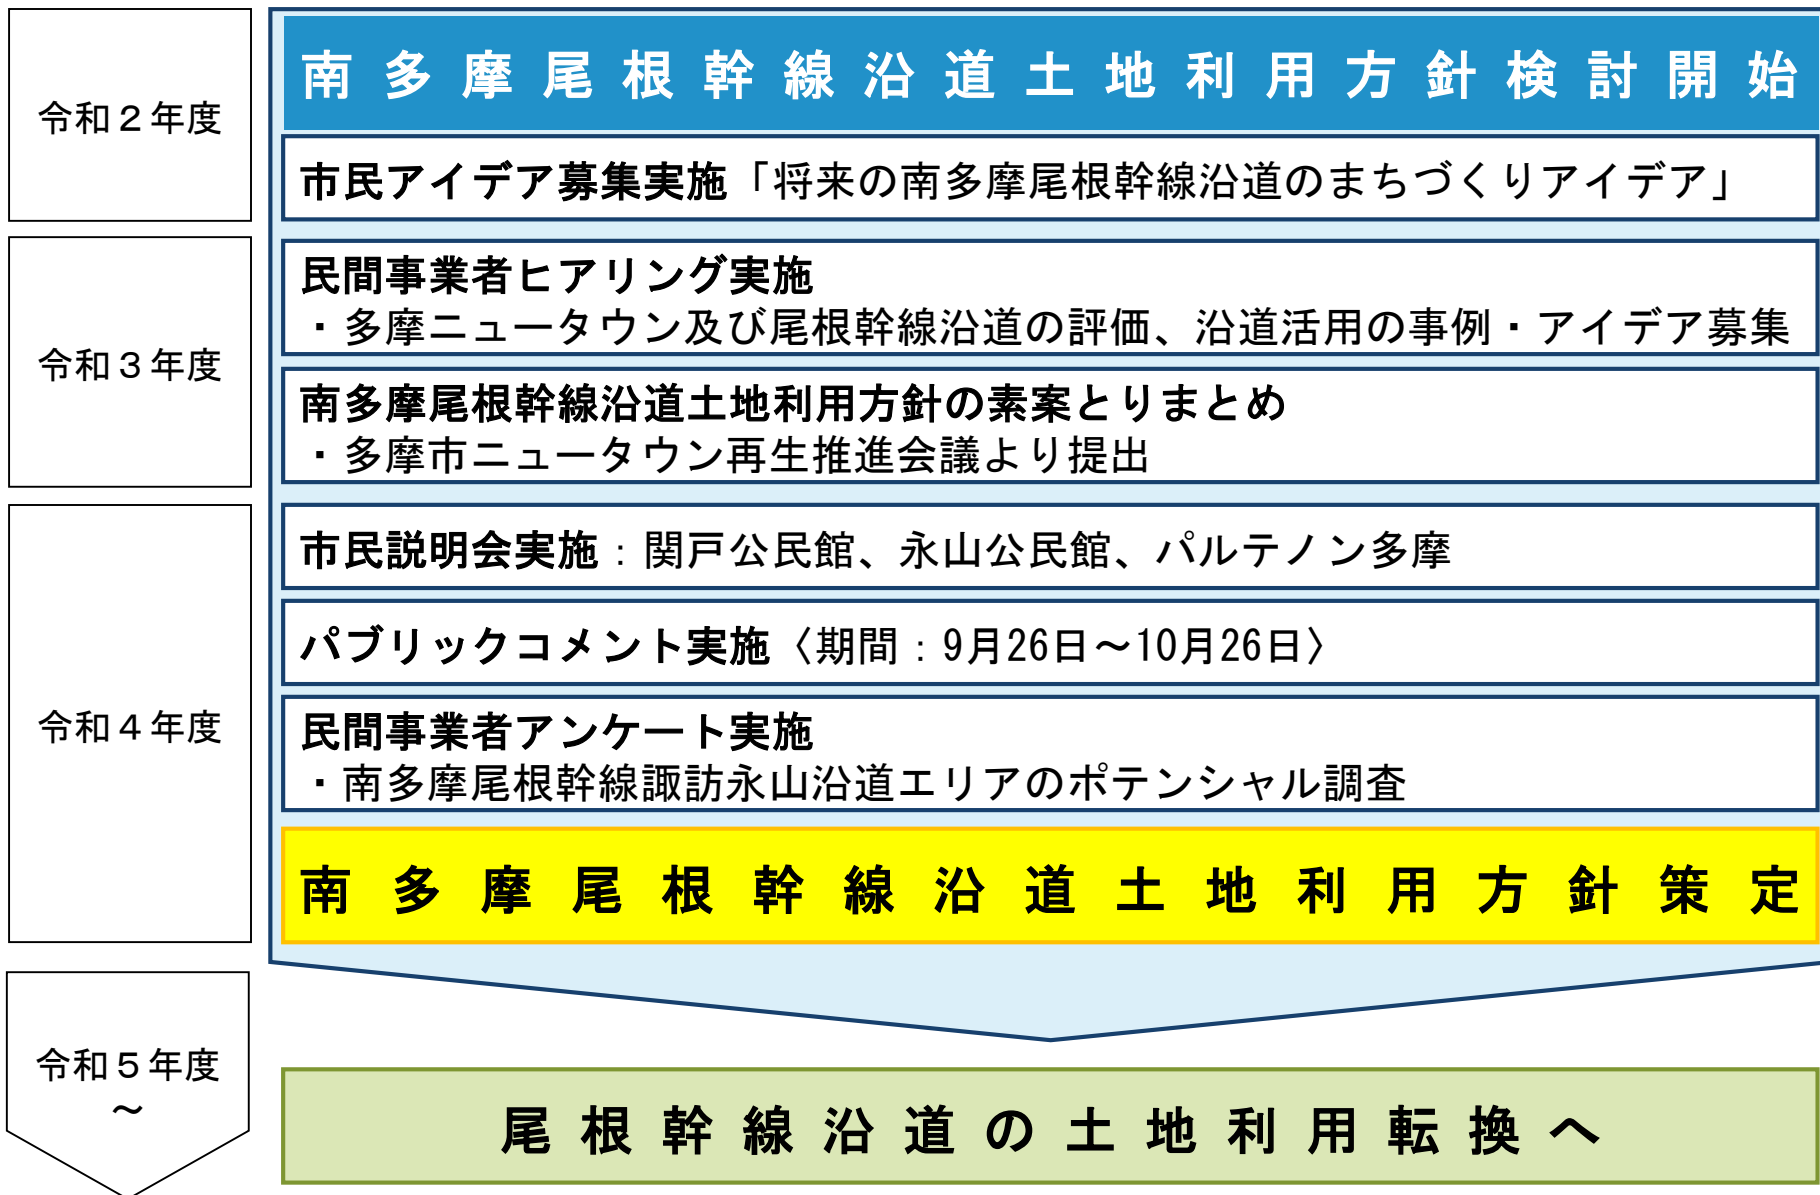 令和２年度
南多摩尾根幹線沿道土地利用方針検討開始
市民アイデア募集実施「将来の南多摩尾根幹線沿道のまちづくりアイデア」
令和３年度
民間事業者ヒアリング実施
・多摩ニュータウン及び尾根幹線沿道の評価、沿道活用の事例・アイデア募集
南多摩尾根幹線沿道土地利用方針の素案とりまとめ
・多摩市ニュータウン再生推進会議より提出
令和４年度
市民説明会実施：関戸公民館、永山公民館、パルテノン多摩
パブリックコメント実施〈期間：9月26日～10月26日〉
民間事業者アンケート実施
・南多摩尾根幹線諏訪永山沿道エリアのポテンシャル調査
南多摩尾根幹線沿道土地利用方針策定
令和５年度
～
尾根幹線沿道の土地利用転換へ